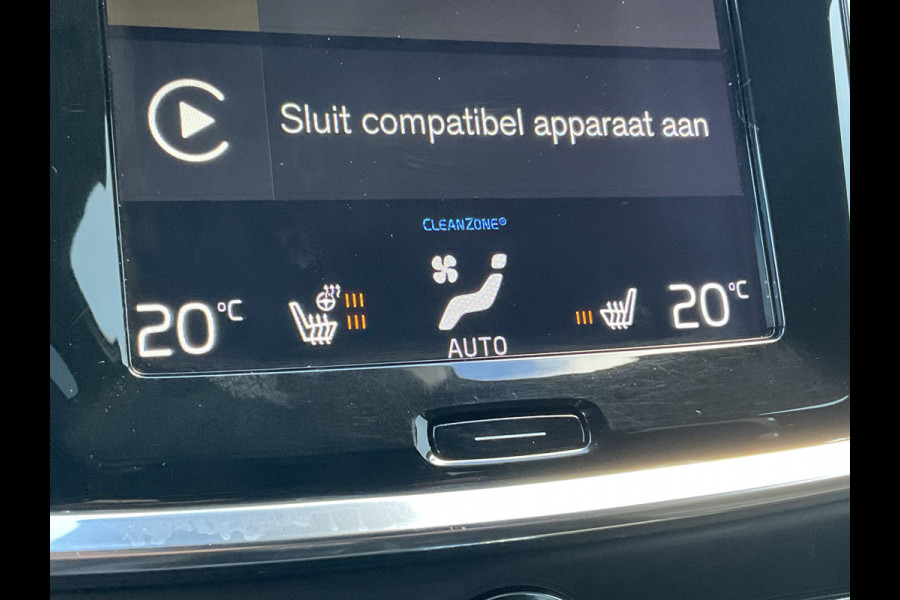 Sluit compatibel apparaat aan
CLEANZONE®
20°C 20°C
AUTO